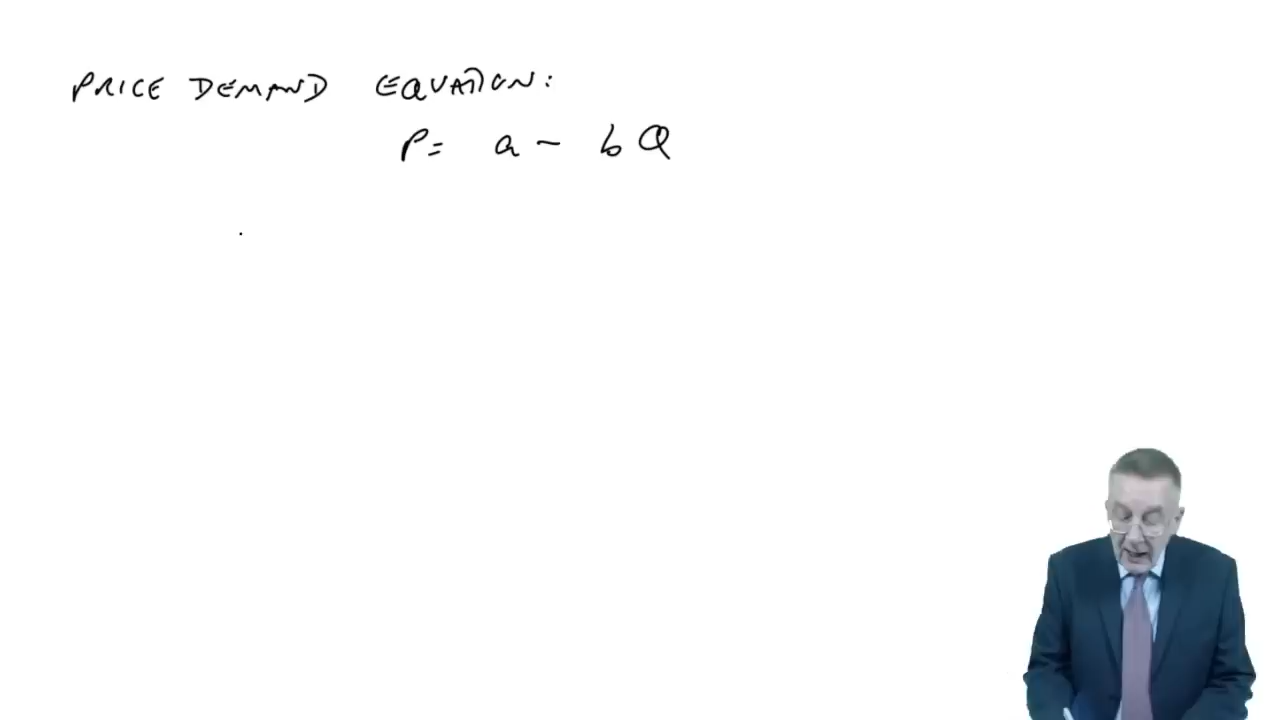 PRICE DEMAND EQUATION:
P = a - bQ